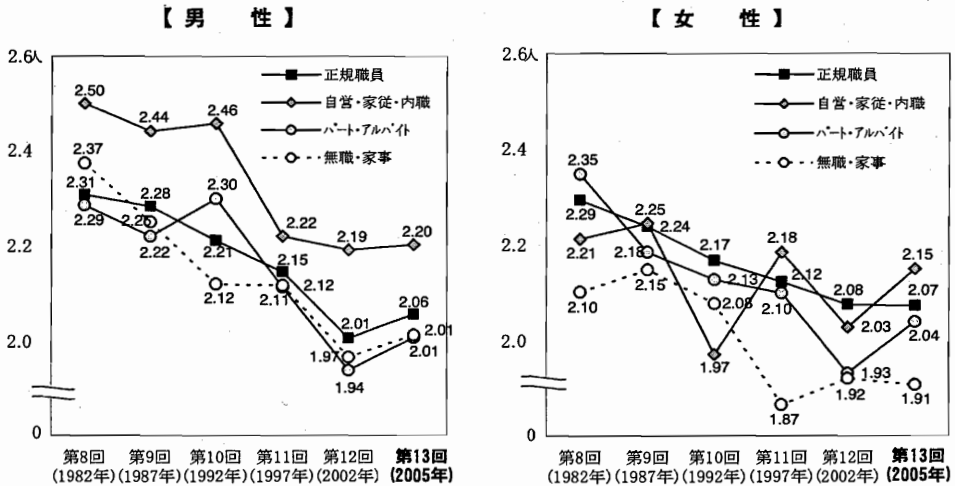 【 男 性 】
2.6人
2.4
2.2
2.0
0
正規職員
自営・家従・内職
パート・アルバイト
無職・家事
2.50
2.44
2.46
2.37
2.31
2.28
2.30
2.29
2.26
2.22
2.21
2.22
2.19
2.20
2.15
2.12
2.12
2.11
2.01
2.06
1.97
2.01
2.01
1.94
第8回
(1982年)
第9回
(1987年)
第10回
(1992年)
第11回
(1997年)
第12回
(2002年)
第13回
(2005年)
【 女 性 】
2.6人
2.4
2.2
2.0
0
正規職員
自営・家従・内職
パート・アルバイト
無職・家事
2.35
2.29
2.25
2.24
2.21
2.18
2.17
2.18
2.15
2.15
2.13
2.12
2.10
2.08
2.10
2.08
2.07
1.97
2.03
2.04
1.93
1.92
1.91
1.87
第8回
(1982年)
第9回
(1987年)
第10回
(1992年)
第11回
(1997年)
第12回
(2002年)
第13回
(2005年)